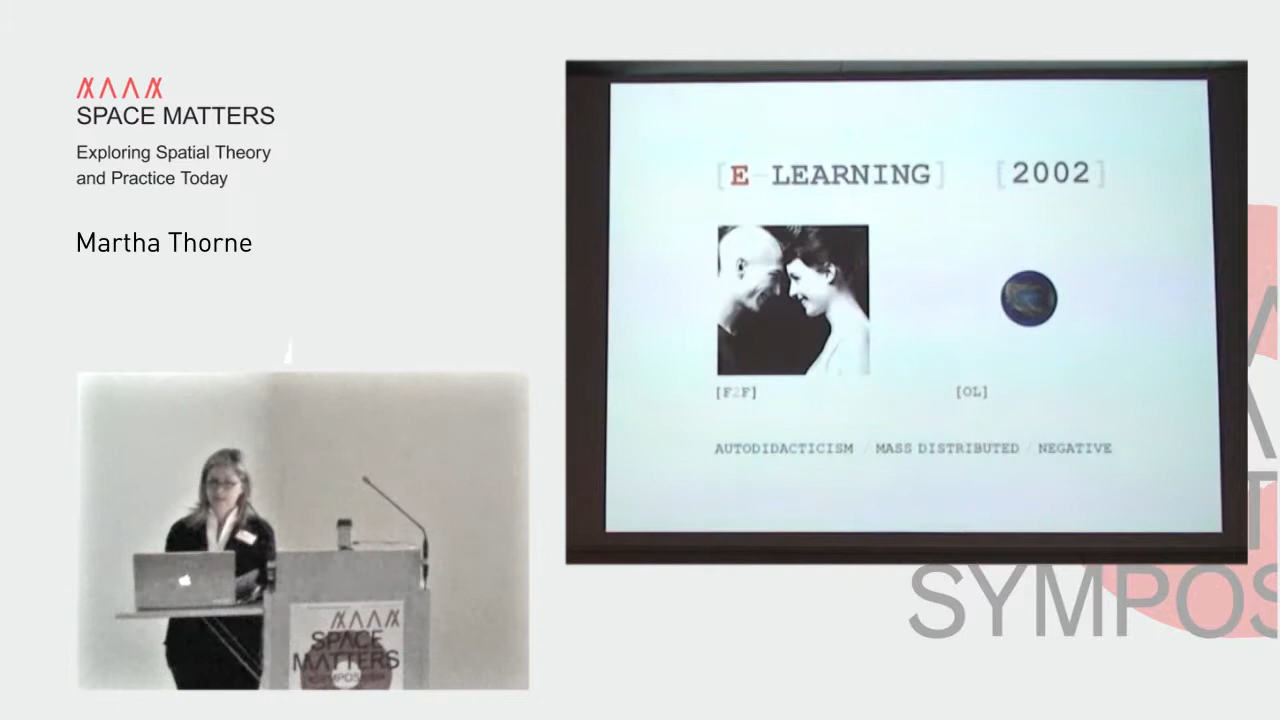 SPACE MATTERS
Exploring Spatial Theory
and Practice Today
Martha Thorne
[E-LEARNING] [2002]
[F2F] [OL]
AUTODIDACTICISM / MASS DISTRIBUTED / NEGATIVE
SPACE
MATTERS
SYMPOSIUM
SYMPOS